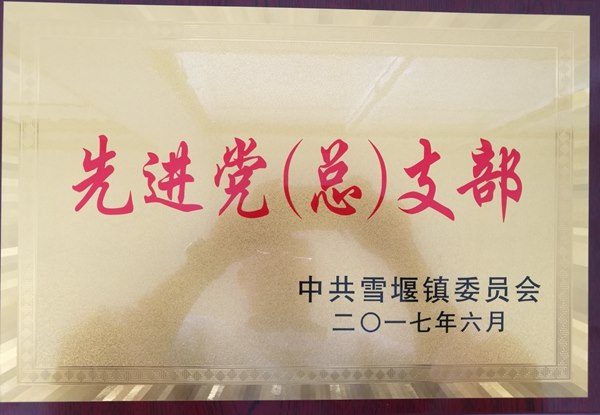 先进党(总)支部
中共雪堰镇委员会
二〇一七年六月